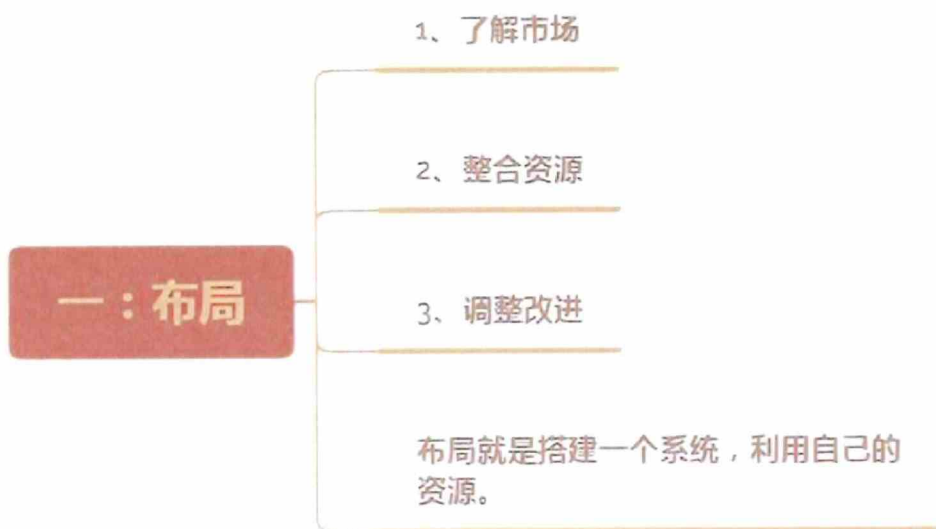 1、了解市场
2、整合资源
一：布局
3、调整改进
布局就是搭建一个系统，利用自己的
资源。